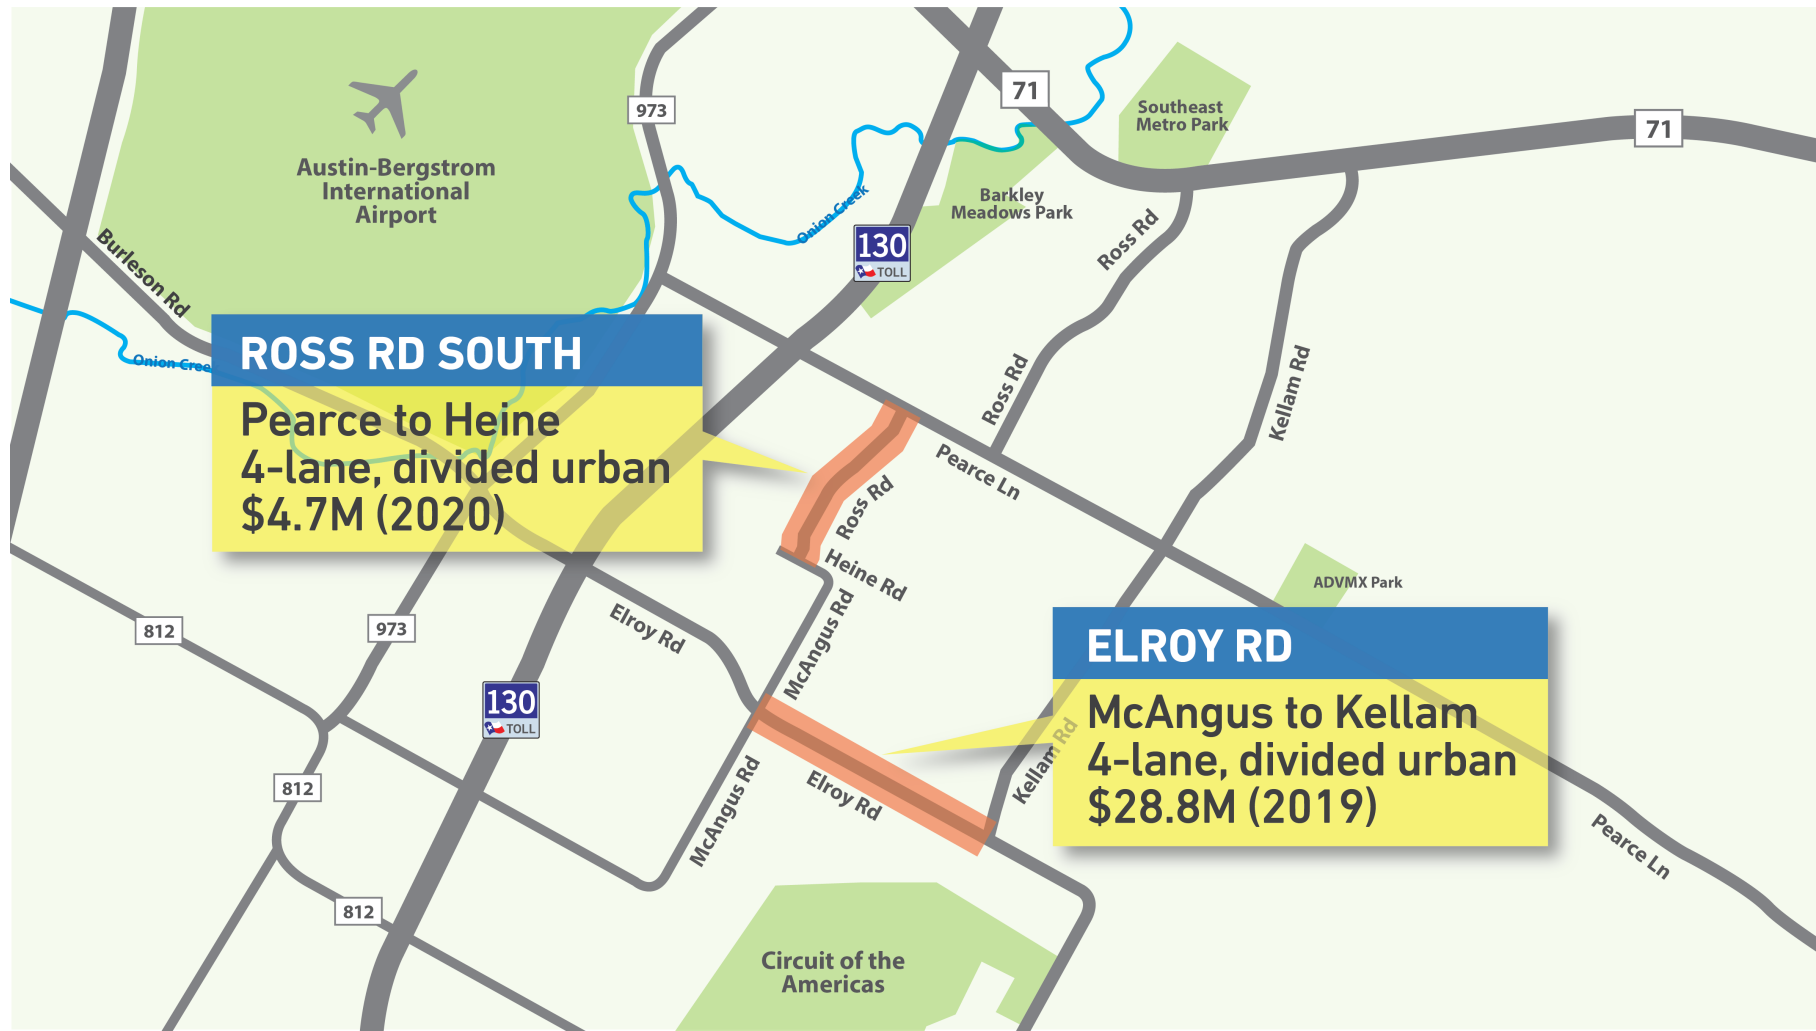 71
973
Southeast
Metro Park
71
Austin-Bergstrom
International
Airport
Barkley
Meadows Park
Onion Creek
Ross Rd
130
TOLL
Burleson Rd
ROSS RD SOUTH
Pearce to Heine
4-lane, divided urban
$4.7M (2020)
Onion Cree
Ross Rd
Kellam Rd
Pearce Ln
Ross Rd
Heine Rd
ADVMX Park
812
973
Elroy Rd
McAngus Rd
ELROY RD
McAngus to Kellam
4-lane, divided urban
$28.8M (2019)
130
TOLL
Kellam Rd
812
McAngus Rd
Elroy Rd
Pearce Ln
812
Circuit of the
Americas